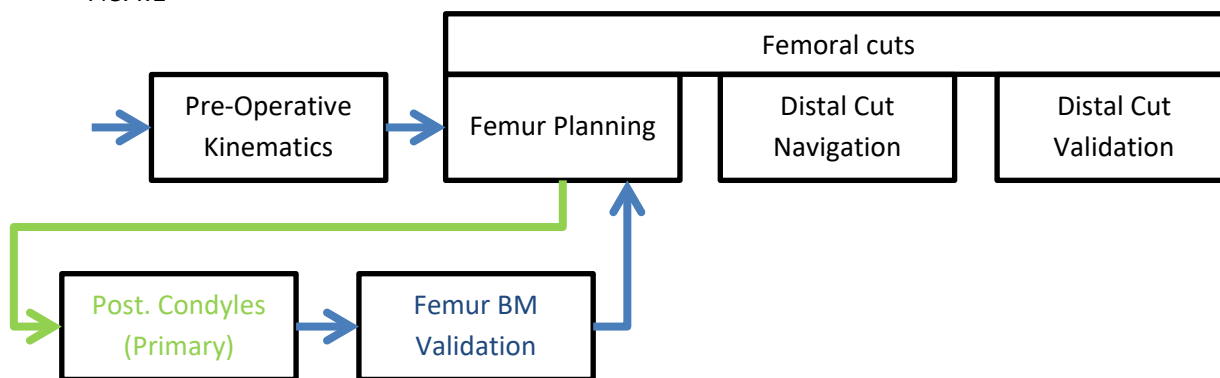 Femoral cuts
Pre-Operative
Kinematics
Femur Planning
Distal Cut
Navigation
Distal Cut
Validation
Post. Condyles
(Primary)
Femur BM
Validation